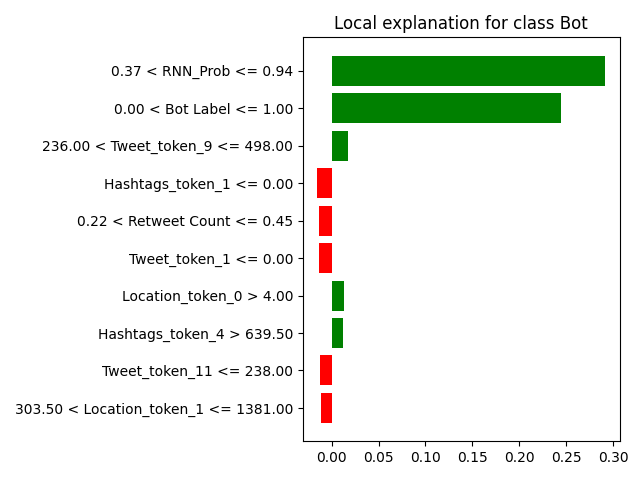 Local explanation for class Bot
0.37 < RNN_Prob <= 0.94
0.00 < Bot Label <= 1.00
236.00 < Tweet_token_9 <= 498.00
Hashtags_token_1 <= 0.00
0.22 < Retweet Count <= 0.45
Tweet_token_1 <= 0.00
Location_token_0 > 4.00
Hashtags_token_4 > 639.50
Tweet_token_11 <= 238.00
303.50 < Location_token_1 <= 1381.00
0.00 0.05 0.10 0.15 0.20 0.25 0.30